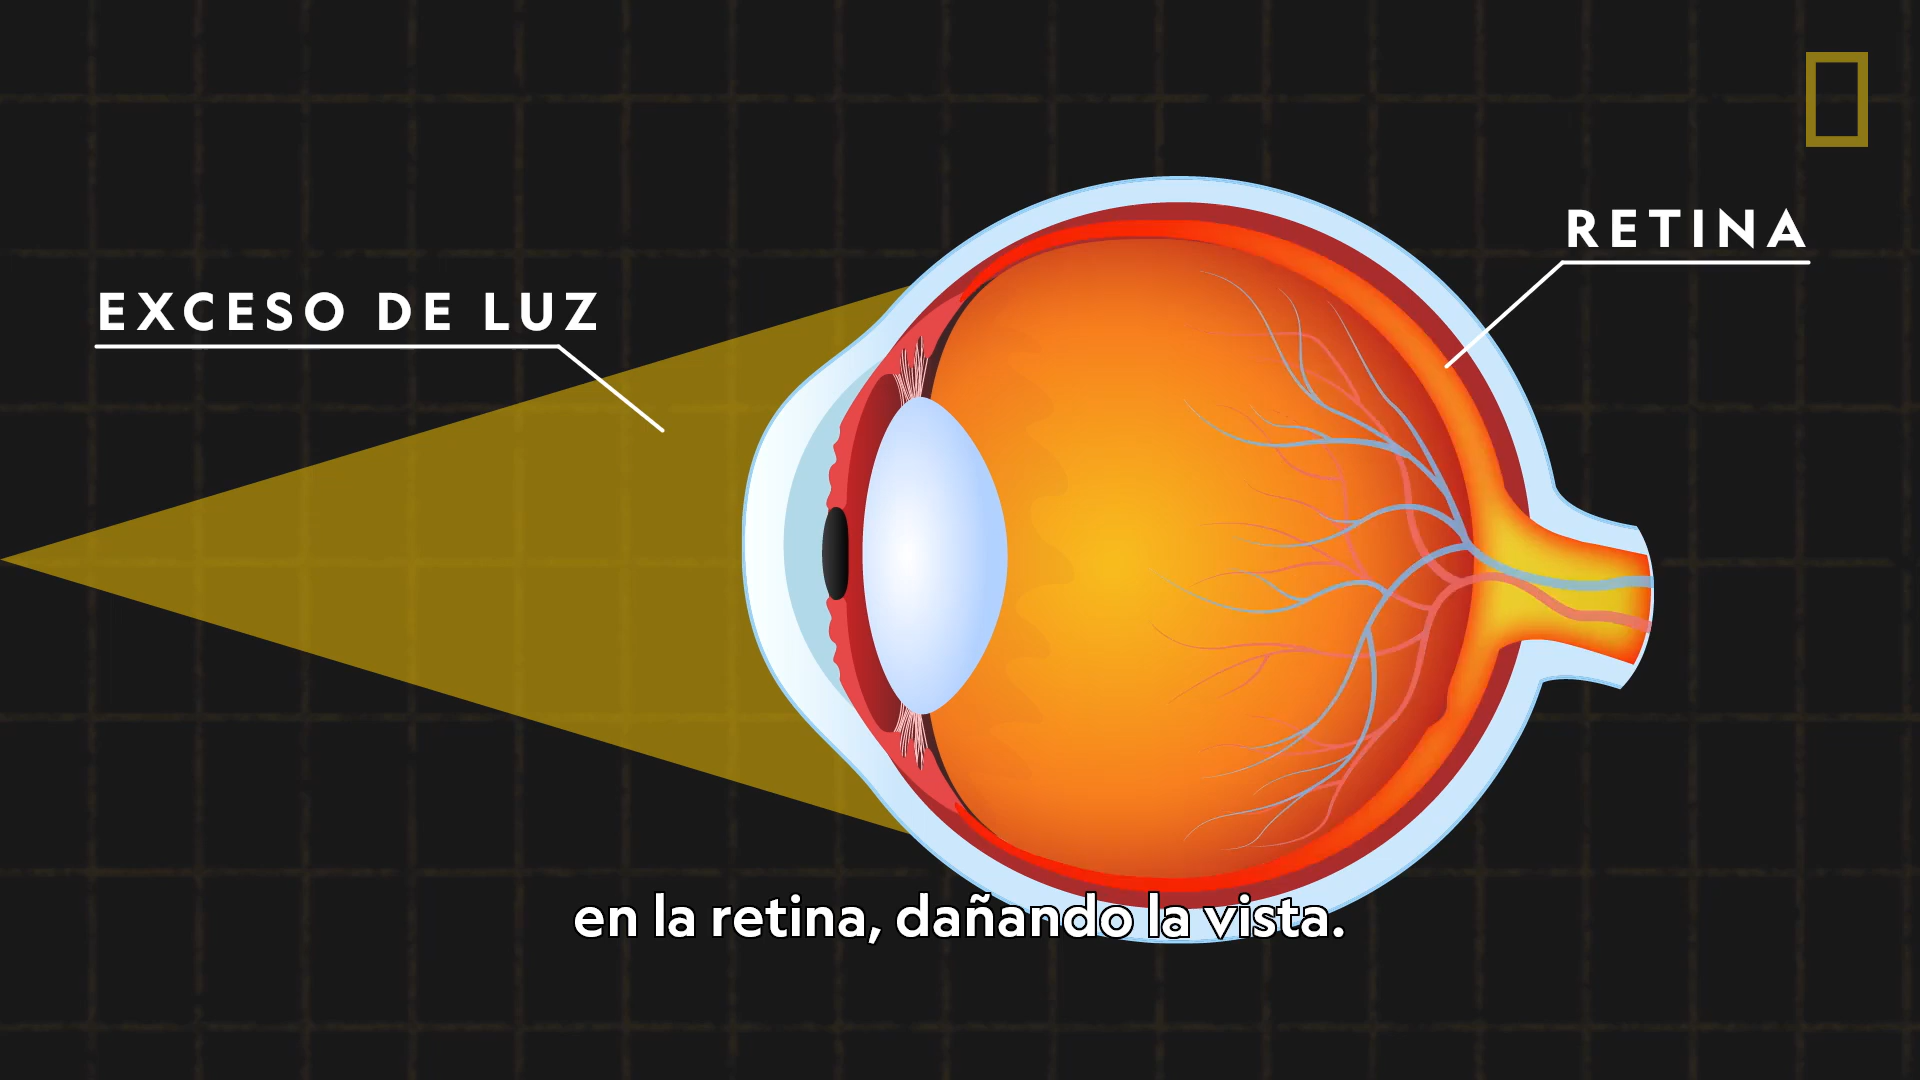 RETINA
EXCESO DE LUZ
en la retina, dañando la vista.